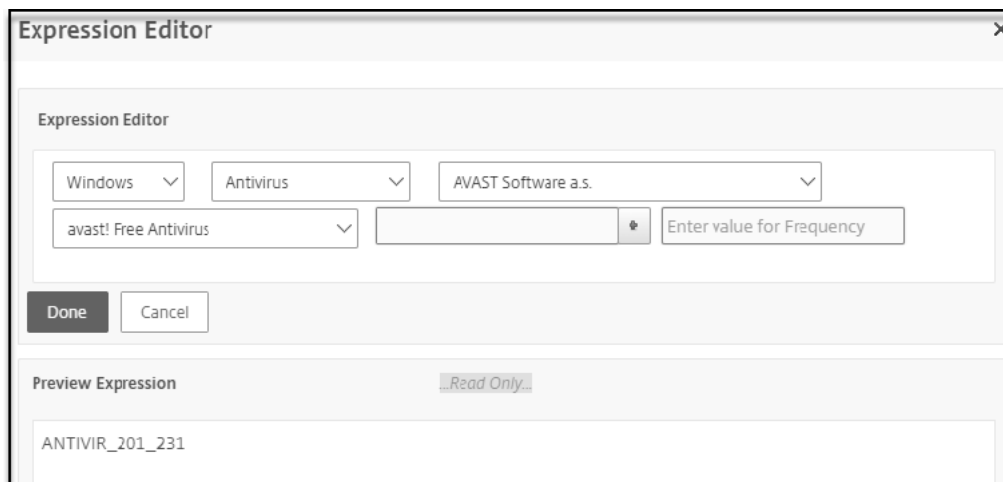 Expression Editor
Expression Editor
Windows Antivirus AVAST Software a.s.
avast! Free Antivirus Enter value for Frequency
Done Cancel
Preview Expression ...Read Only...
ANTIVIR_201_231